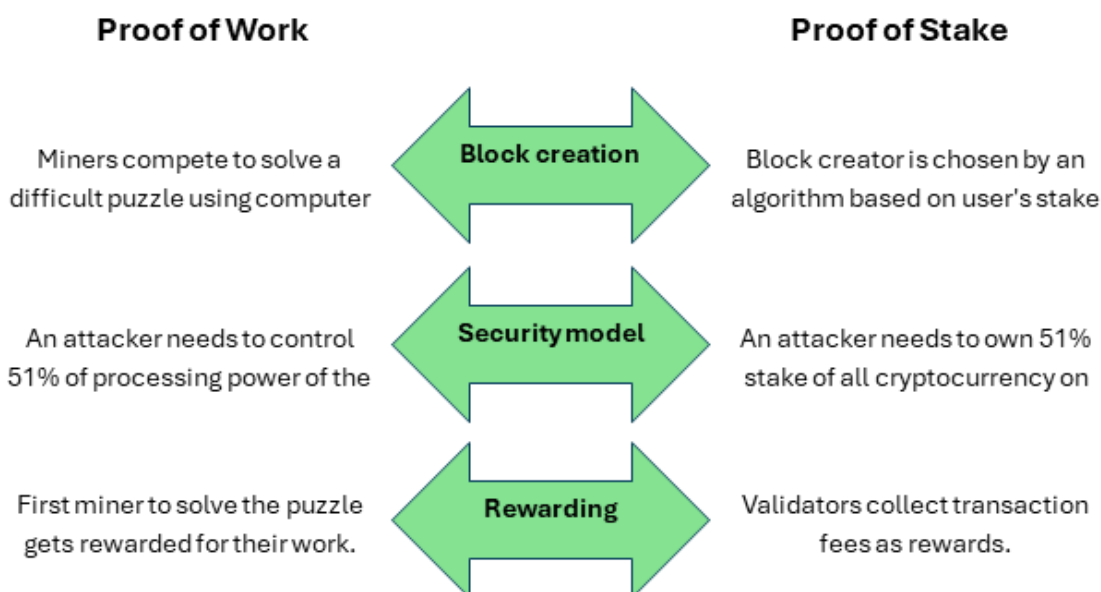 Proof of Work
Proof of Stake
Miners compete to solve a
difficult puzzle using computer
Block creation
Block creator is chosen by an
algorithm based on user's stake
An attacker needs to control
51% of processing power of the
Security model
An attacker needs to own 51%
stake of all cryptocurrency on
First miner to solve the puzzle
gets rewarded for their work.
Rewarding
Validators collect transaction
fees as rewards.